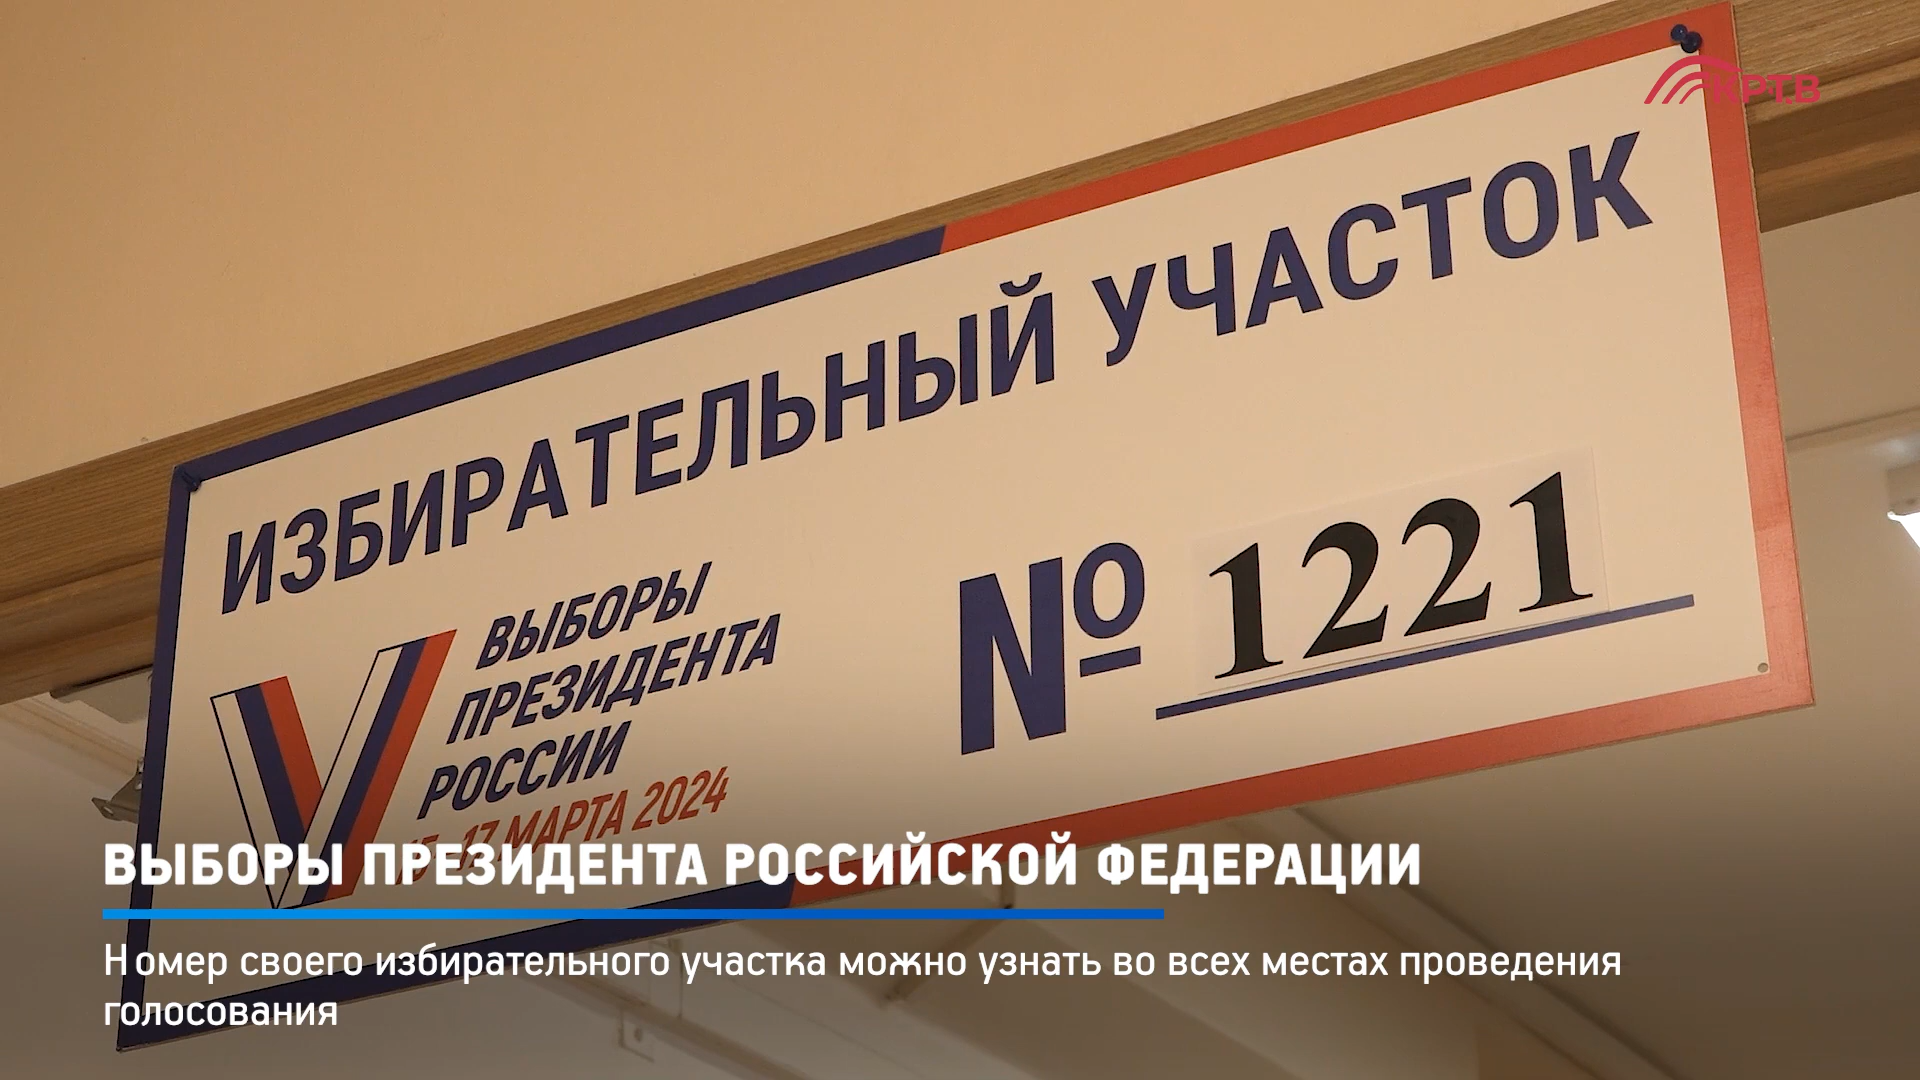 КРТВ
ИЗБИРАТЕЛЬНЫЙ УЧАСТОК
ВЫБОРЫ
ПРЕЗИДЕНТА
РОССИИ
15-17 МАРТА 2024
№ 1221
ВЫБОРЫ ПРЕЗИДЕНТА РОССИЙСКОЙ ФЕДЕРАЦИИ
Номер своего избирательного участка можно узнать во всех местах проведения
голосования